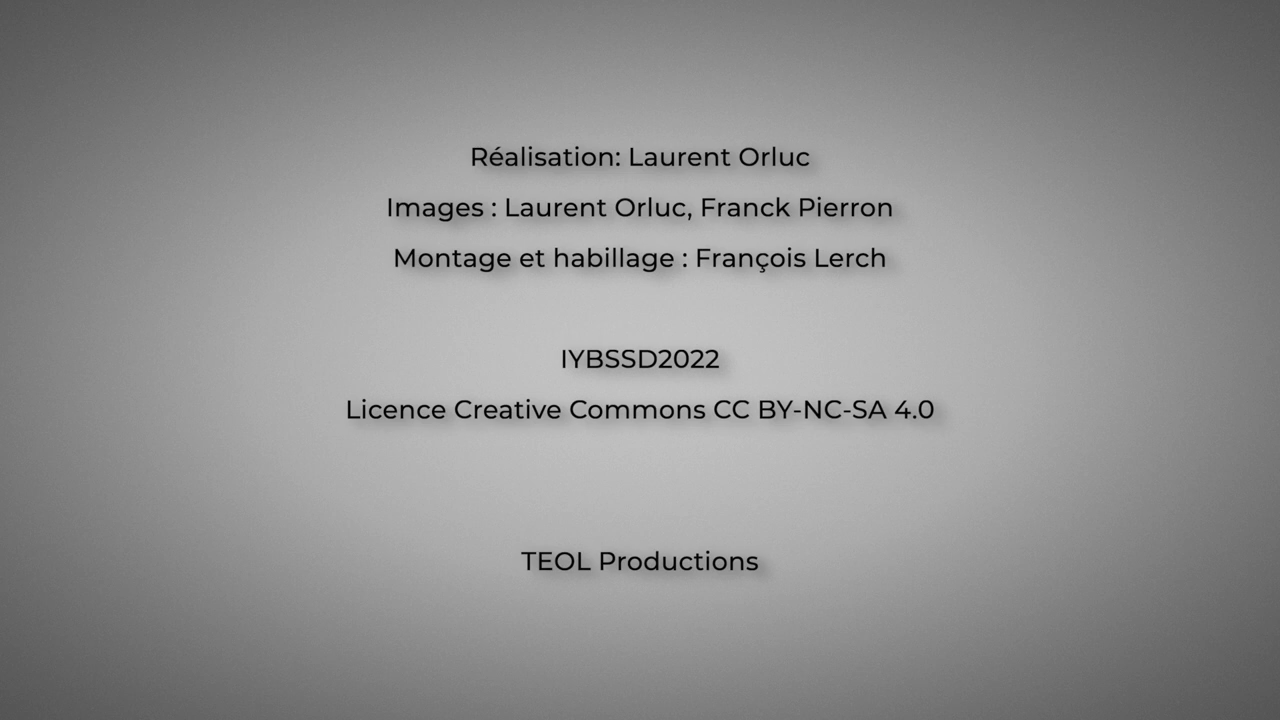 Réalisation: Laurent Orluc
Images : Laurent Orluc, Franck Pierron
Montage et habillage : François Lerch
IYBSSD2022
Licence Creative Commons CC BY-NC-SA 4.0
TEOL Productions